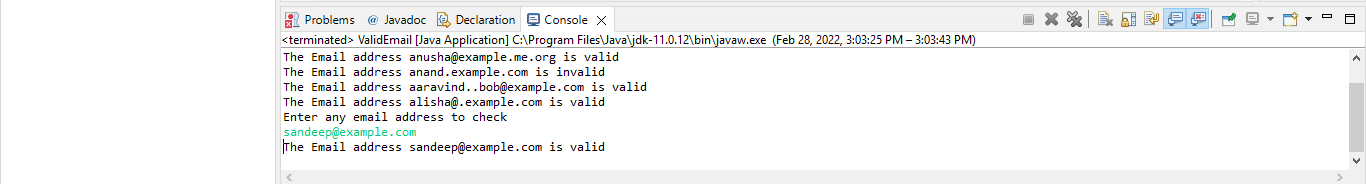 Problems @ Javadoc Declaration Console
<terminated> ValidEmail [Java Application] C:\Program Files\Java\jdk-11.0.12\bin\javaw.exe (Feb 28, 2022, 3:03:25 PM – 3:03:43 PM)
The Email address anusha@example.me.org is valid
The Email address anand.example.com is invalid
The Email address aaravind..bob@example.com is valid
The Email address alisha@.example.com is valid
Enter any email address to check
sandeep@example.com
The Email address sandeep@example.com is valid